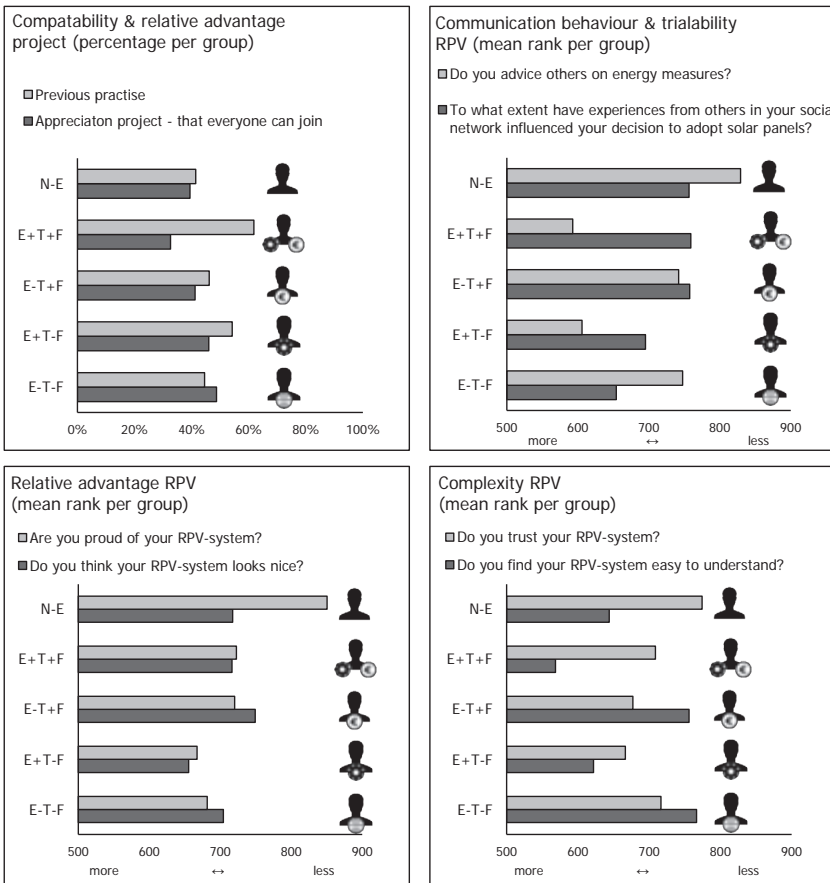 Compatability & relative advantage
project (percentage per group)
Previous practise
Appreciaton project - that everyone can join
N-E
E+T+F
E-T+F
E+T-F
E-T-F
0% 20% 40% 60% 80% 100%
Communication behaviour & trialability
RPV (mean rank per group)
Do you advice others on energy measures?
To what extent have experiences from others in your social
network influenced your decision to adopt solar panels?
N-E
E+T+F
E-T+F
E+T-F
E-T-F
500 600 700 800 900
more ↔ less
Relative advantage RPV
(mean rank per group)
Are you proud of your RPV-system?
Do you think your RPV-system looks nice?
N-E
E+T+F
E-T+F
E+T-F
E-T-F
500 600 700 800 900
more ↔ less
Complexity RPV
(mean rank per group)
Do you trust your RPV-system?
Do you find your RPV-system easy to understand?
N-E
E+T+F
E-T+F
E+T-F
E-T-F
500 600 700 800 900
more ↔ less